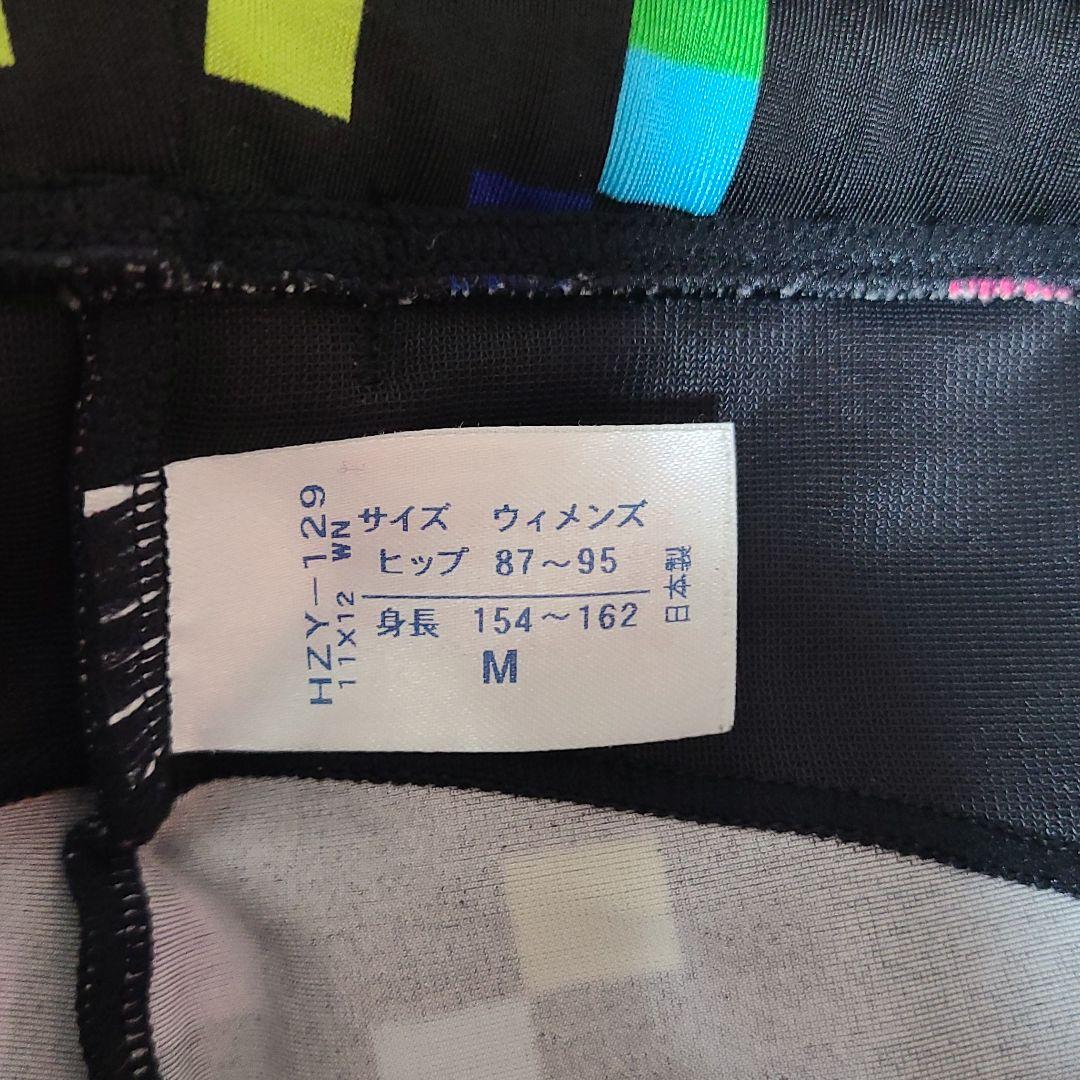 サイズ ウィメンズ
ヒップ 87～95
身長 154～162
M
日本製
HZY-129
11X12 WN